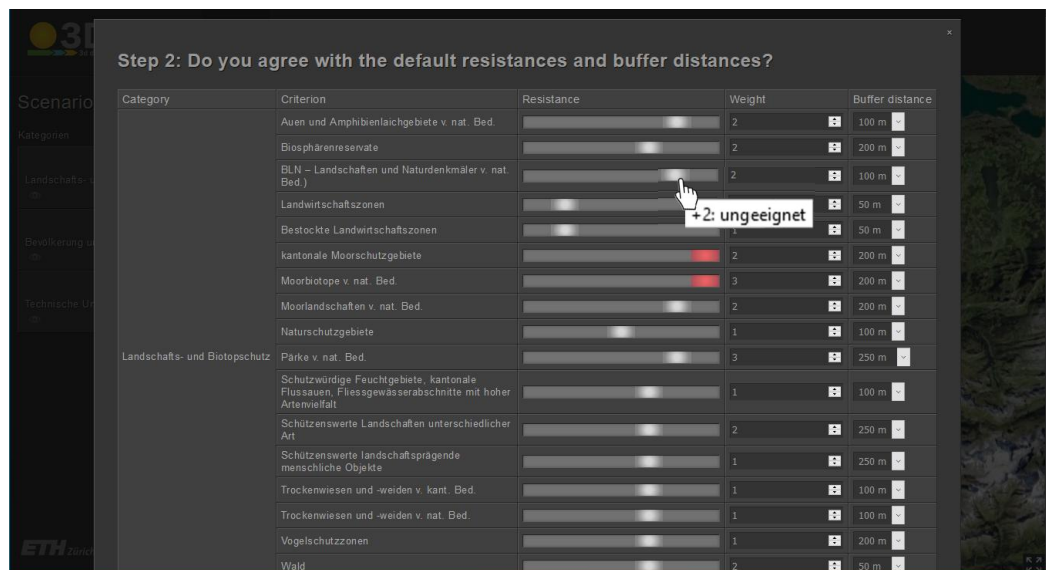 3D
×
Step 2: Do you agree with the default resistances and buffer distances?
Scenario
Kategorien
Landschafts-
Bevölkerung
Technische
Category Criterion Resistance Weight Buffer distance
Landschafts- und Biotopschutz
Auen und Amphibienlaichgebiete v. nat. Bed. 2 100 m
Biosphärenreservate 2 200 m
BLN – Landschaften und Naturdenkmäler v. nat.
Bed.) 2 100 m
+2: ungeeignet
Landwirtschaftszonen 50 m
Bestockte Landwirtschaftszonen 1 50 m
kantonale Moorschutzgebiete 2 200 m
Moorbiotope v. nat. Bed. 3 200 m
Moorlandschaften v. nat. Bed. 2 200 m
Naturschutzgebiete 1 100 m
Pärke v. nat. Bed. 3 250 m
Schutzwürdige Feuchtgebiete, kantonale
Flussauen, Fliessgewässerabschnitte mit hoher
Artenvielfalt 1 100 m
Schützenswerte Landschaften unterschiedlicher
Art 2 250 m
Schützenswerte landschaftsprägende
menschliche Objekte 1 250 m
Trockenwiesen und -weiden v. kant. Bed. 1 100 m
Trockenwiesen und -weiden v. nat. Bed. 1 100 m
Vogelschutzzonen 1 200 m
Wald 2 50 m
ETH Zürich